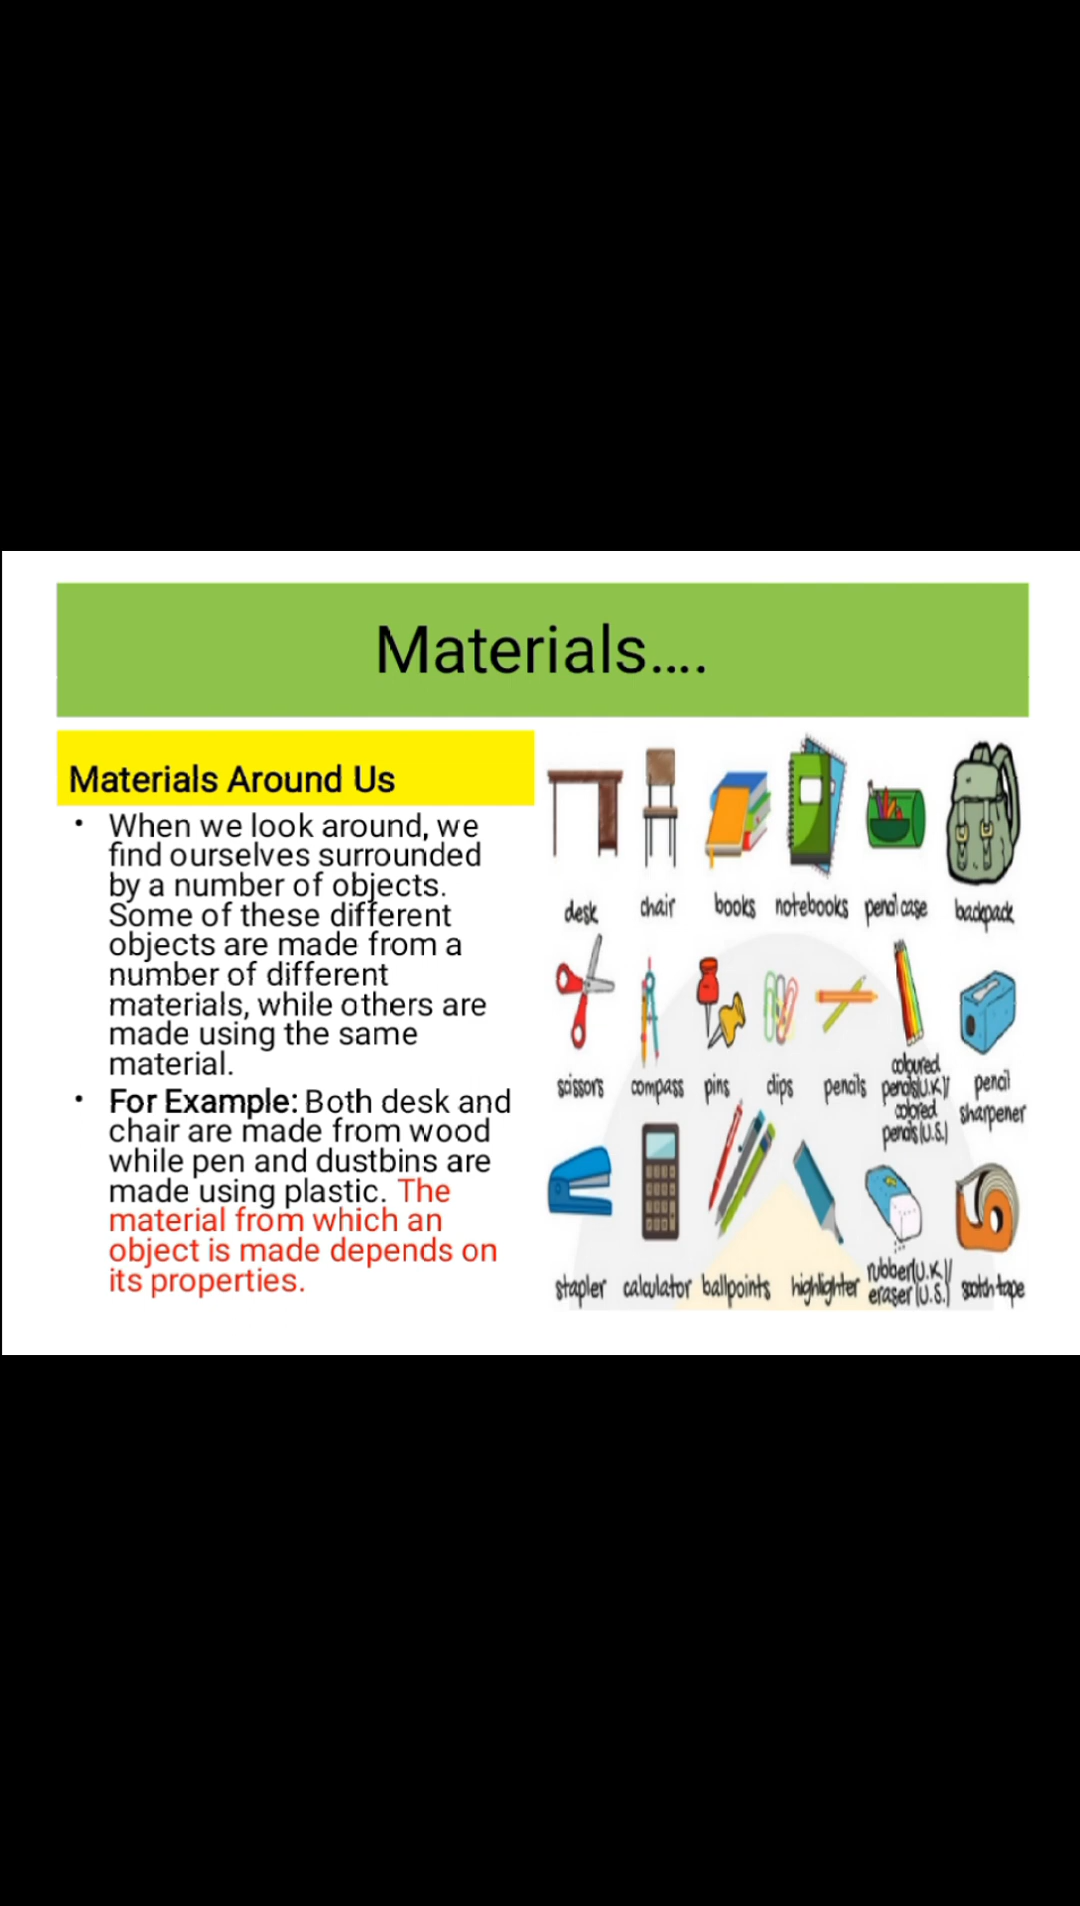 Materials....
Materials Around Us
• When we look around, we
find ourselves surrounded
by a number of objects.
Some of these different
objects are made from a
number of different
materials, while others are
made using the same
material.
• For Example: Both desk and
chair are made from wood
while pen and dustbins are
made using plastic. The
material from which an
object is made depends on
its properties.
desk chair books notebooks pencil case backpack
scissors compass pins clips pencils
coloured
pencils(U.K)/
colored
pencils(U.S.)
pencil
sharpener
stapler calculator ballpoints highlighter
rubber(U.K)/
eraser(U.S.)
scotch tape